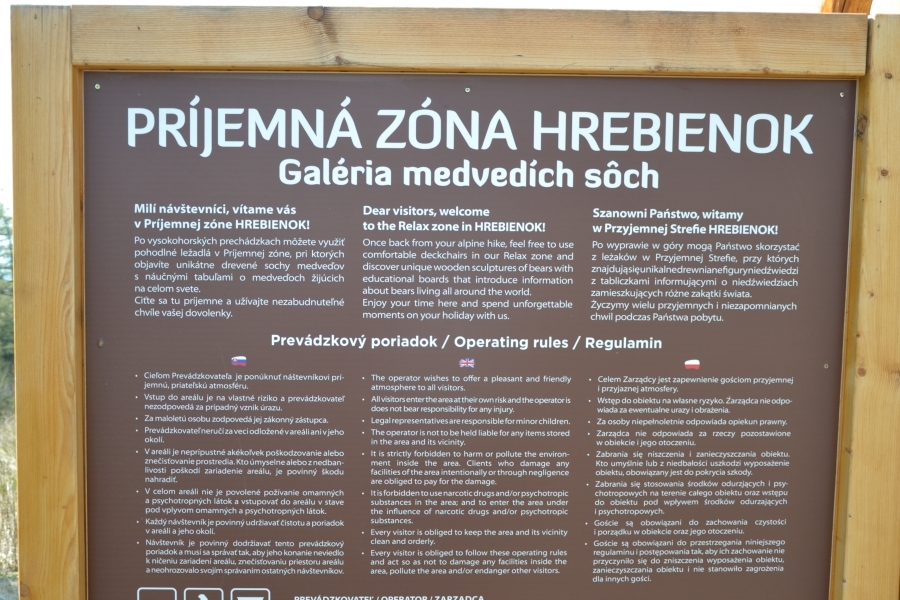 PRÍJEMNÁ ZÓNA HREBIENOK
Galéria medvedích sôch
Milí návštevníci, vítame vás
v Príjemnej zóne HREBIENOK!
Po vysokohorských prechádzkach môžete využiť
pohodlné ležadlá v Príjemnej zóne, pri ktorých
objavíte unikátne drevené sochy medveďov
s náučnými tabuľami o medveďoch žijúcich
na celom svete.
Cíťte sa tu príjemne a užívajte nezabudnuteľné
chvíle vašej dovolenky.
Dear visitors, welcome
to the Relax zone in HREBIENOK!
Once back from your alpine hike, feel free to use
comfortable deckchairs in our Relax zone and
discover unique wooden sculptures of bears with
educational boards that introduce information
about bears living all around the world.
Enjoy your time here and spend unforgettable
moments on your holiday with us.
Szanowni Państwo, witamy
w Przyjemnej Strefie HREBIENOK!
Po wyprawie w góry mogą Państwo skorzystać
z leżaków w Przyjemnej Strefie, przy których
znajdują się unikalne drewniane figury niedźwiedzi
z tabliczkami informującymi o niedźwiedziach
zamieszkujących różne zakątki świata.
Życzymy wielu przyjemnych i niezapomnianych
chwil podczas Państwa pobytu.
Prevádzkový poriadok / Operating rules / Regulamin
• Cieľom Prevádzkovateľa je ponúknuť náštevníkovi prí-
jemnú, priateľskú atmosféru.
• Vstup do areálu je na vlastné riziko a prevádzkovateľ
nezodpovedá za prípadný vznik úrazu.
• Za maloletú osobu zodpovedá jej zákonný zástupca.
• Prevádzkovateľ neručí za veci odložené v areáli ani v jeho
okolí.
• V areáli je neprípustné akékoľvek poškodzovanie alebo
znečisťovanie prostredia. Kto úmyselne alebo z nedban-
livosti poškodí zariadenie areálu, je povinný škodu
nahradiť.
• V celom areáli nie je povolené požívanie omamných
a psychotropných látok a vstupovať do areálu v stave
pod vplyvom omamných a psychotropných látok.
• Každý návštevník je povinný udržiavať čistotu a poriadok
v areáli a jeho okolí.
• Návštevník je povinný dodržiavať tento prevádzkový
poriadok a musí sa správať tak, aby jeho konanie neviedlo
k ničeniu zariadení areálu, znečisťovaniu priestoru areálu
a neohrozovalo svojím správaním ostatných návštevníkov.
• The operator wishes to offer a pleasant and friendly
atmosphere to all visitors.
• All visitors enter the area at their own risk and the operator is
does not bear responsibility for any injury.
• Legal representatives are responsible for minor children.
• The operator is not to be held liable for any items stored
in the area and its vicinity.
• It is strictly forbidden to harm or pollute the environ-
ment inside the area. Clients who damage any
facilities of the area intentionally or through negligence
are obliged to pay for the damage.
• It is forbidden to use narcotic drugs and/or psychotropic
substances in the area; and to enter the area under
the influence of narcotic drugs and/or psychotropic
substances.
• Every visitor is obliged to keep the area and its vicinity
clean and orderly.
• Every visitor is obliged to follow these operating rules
and act so as not to damage any facilities inside the
area, pollute the area and/or endanger other visitors.
• Celem Zarządcy jest zapewnienie gościom przyjemnej
i przyjaznej atmosfery.
• Wstęp do obiektu na własne ryzyko. Zarządca nie odpo-
wiada za ewentualne urazy i obrażenia.
• Za osoby niepełnoletnie odpowiada opiekun prawny.
• Zarządca nie odpowiada za rzeczy pozostawione
w obiekcie i jego otoczeniu.
• Zabrania się niszczenia i zanieczyszczania obiektu.
Kto umyślnie lub z niedbałości uszkodzi wyposażenie
obiektu, obowiązany jest do pokrycia szkody.
• Zabrania się stosowania środków odurzających i psy-
chotropowych na terenie całego obiektu oraz wstępu
do obiektu pod wpływem środków odurzających
i psychotropowych.
• Goście są obowiązani do zachowania czystości
i porządku w obiekcie oraz jego otoczeniu.
• Goście są obowiązani do przestrzegania niniejszego
regulaminu i postępowania tak, aby ich zachowanie nie
przyczyniło się do zniszczenia wyposażenia obiektu,
zanieczyszczania obiektu i nie stanowiło zagrożenia
dla innych gości.
PREVÁDZKOVATEĽ / OPERATOR / ZARZĄDCA